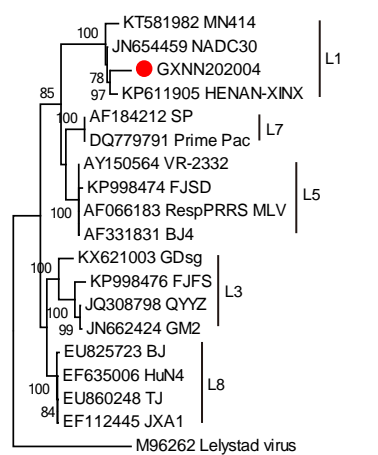 100
KT581982 MN414
JN654459 NADC30
GXNN202004
78
97
KP611905 HENAN-XINX
L1
85
100
AF184212 SP
DQ779791 Prime Pac
L7
AY150564 VR-2332
KP998474 FJSD
AF066183 RespPRRS MLV
AF331831 BJ4
100
L5
100
KX621003 GDsg
KP998476 FJFS
JQ308798 QYYZ
100
99
JN662424 GM2
L3
EU825723 BJ
EF635006 HuN4
100
EU860248 TJ
84
EF112445 JXA1
L8
M96262 Lelystad virus